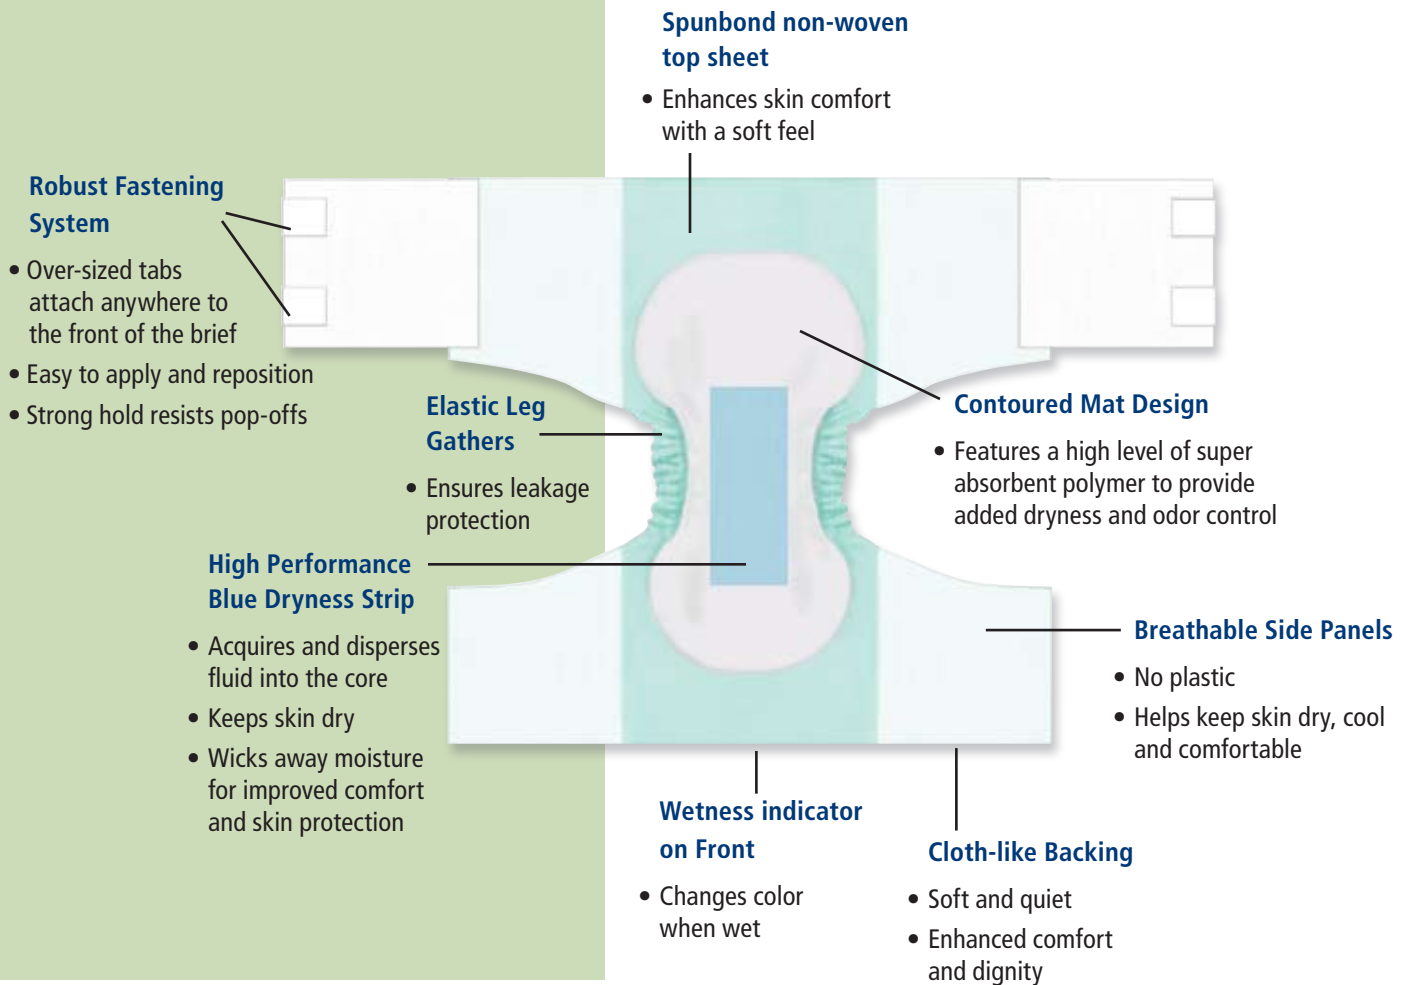 Spunbond non-woven
top sheet
• Enhances skin comfort
with a soft feel
Robust Fastening
System
• Over-sized tabs
attach anywhere to
the front of the brief
• Easy to apply and reposition
• Strong hold resists pop-offs
Elastic Leg
Gathers
• Ensures leakage
protection
Contoured Mat Design
• Features a high level of super
absorbent polymer to provide
added dryness and odor control
High Performance
Blue Dryness Strip
• Acquires and disperses
fluid into the core
• Keeps skin dry
• Wicks away moisture
for improved comfort
and skin protection
Breathable Side Panels
• No plastic
• Helps keep skin dry, cool
and comfortable
Wetness indicator
on Front
• Changes color
when wet
Cloth-like Backing
• Soft and quiet
• Enhanced comfort
and dignity